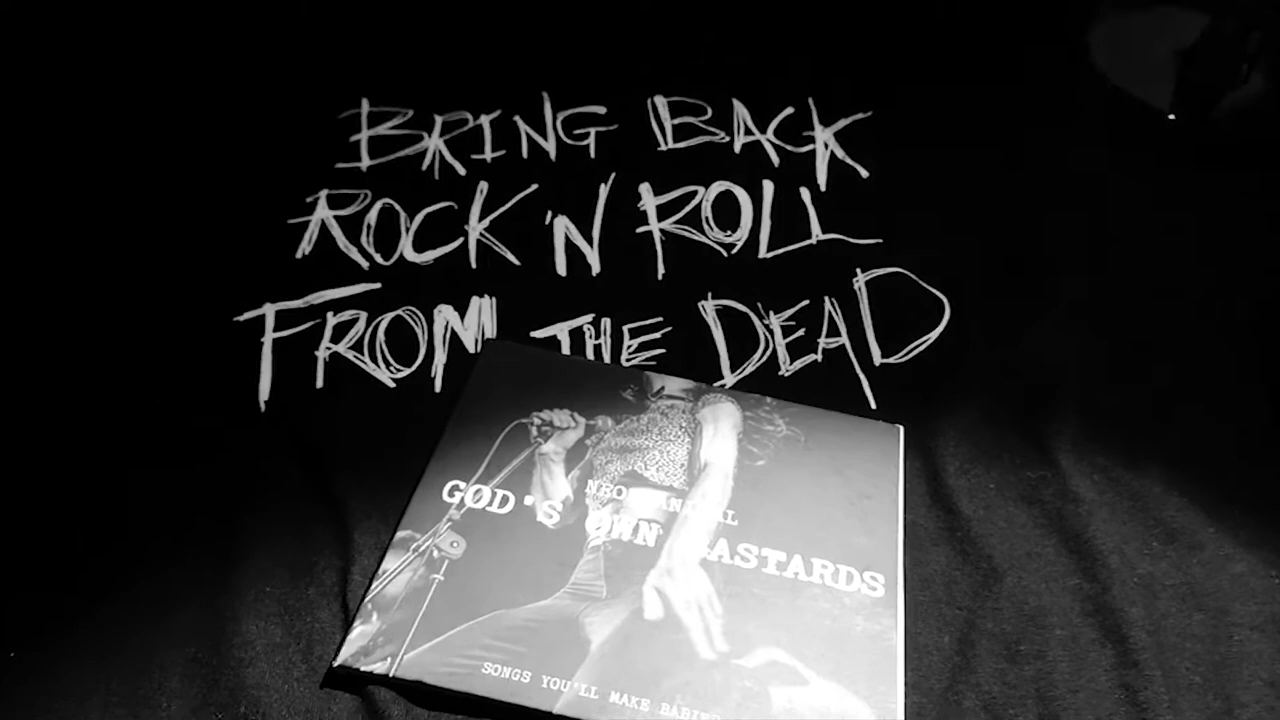 BRING BACK
ROCK 'N ROLL
FROM THE DEAD
GOD'S OWN BASTARDS
SONGS YOU'LL MAKE BABIES